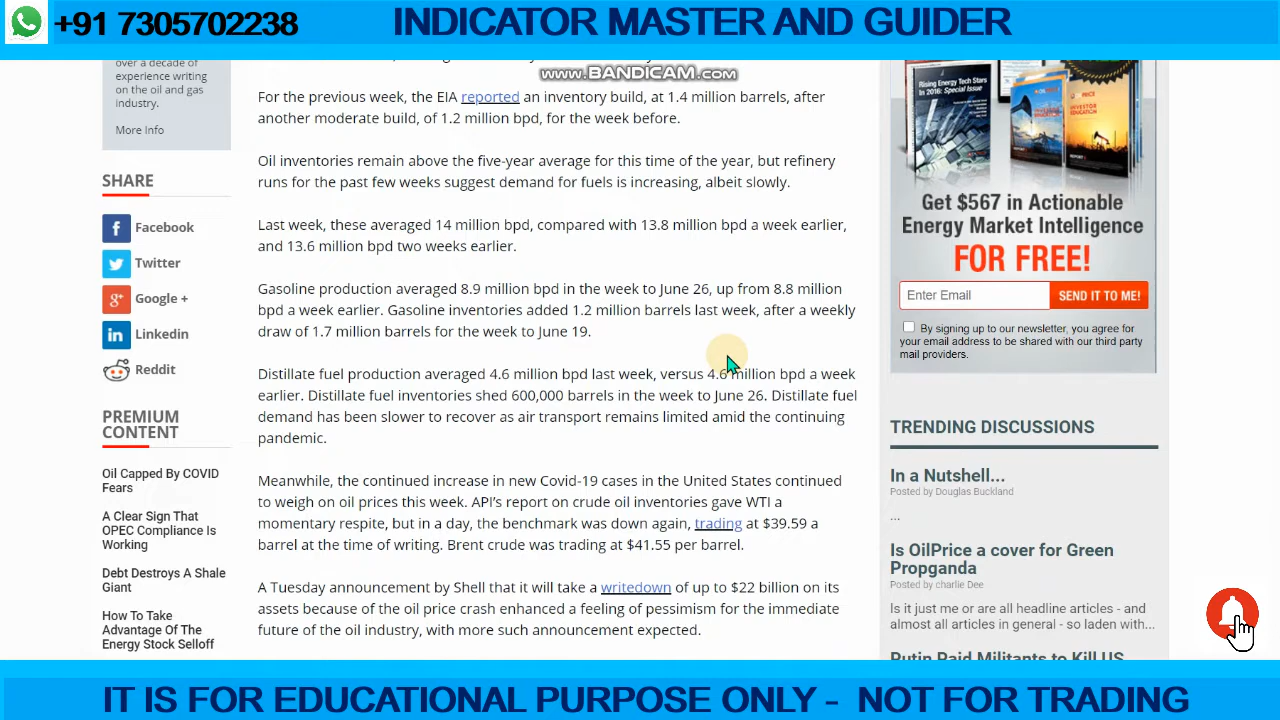 +91 7305702238
INDICATOR MASTER AND GUIDER
www.BANDICAM.com
over a decade of
experience writing
on the oil and gas
industry.
More Info
SHARE
Facebook
Twitter
Google +
Linkedin
Reddit
PREMIUM
CONTENT
Oil Capped By COVID
Fears
A Clear Sign That
OPEC Compliance Is
Working
Debt Destroys A Shale
Giant
How To Take
Advantage Of The
Energy Stock Selloff
For the previous week, the EIA reported an inventory build, at 1.4 million barrels, after
another moderate build, of 1.2 million bpd, for the week before.
Oil inventories remain above the five-year average for this time of the year, but refinery
runs for the past few weeks suggest demand for fuels is increasing, albeit slowly.
Last week, these averaged 14 million bpd, compared with 13.8 million bpd a week earlier,
and 13.6 million bpd two weeks earlier.
Gasoline production averaged 8.9 million bpd in the week to June 26, up from 8.8 million
bpd a week earlier. Gasoline inventories added 1.2 million barrels last week, after a weekly
draw of 1.7 million barrels for the week to June 19.
Distillate fuel production averaged 4.6 million bpd last week, versus 4.6 million bpd a week
earlier. Distillate fuel inventories shed 600,000 barrels in the week to June 26. Distillate fuel
demand has been slower to recover as air transport remains limited amid the continuing
pandemic.
Meanwhile, the continued increase in new Covid-19 cases in the United States continued
to weigh on oil prices this week. API's report on crude oil inventories gave WTI a
momentary respite, but in a day, the benchmark was down again, trading at $39.59 a
barrel at the time of writing. Brent crude was trading at $41.55 per barrel.
A Tuesday announcement by Shell that it will take a writedown of up to $22 billion on its
assets because of the oil price crash enhanced a feeling of pessimism for the immediate
future of the oil industry, with more such announcement expected.
Rising Energy Tech Stars
In 2016: Special Issue
Get $567 in Actionable
Energy Market Intelligence
FOR FREE!
Enter Email
SEND IT TO ME!
By signing up to our newsletter, you agree for
your email address to be shared with our third party
mail providers.
TRENDING DISCUSSIONS
In a Nutshell...
Posted by Douglas Buckland
...
Is OilPrice a cover for Green
Propganda
Posted by charlie Dee
Is it just me or are all headline articles - and
almost all articles in general - so laden with...
Putin Paid Militants to Kill US
IT IS FOR EDUCATIONAL PURPOSE ONLY - NOT FOR TRADING